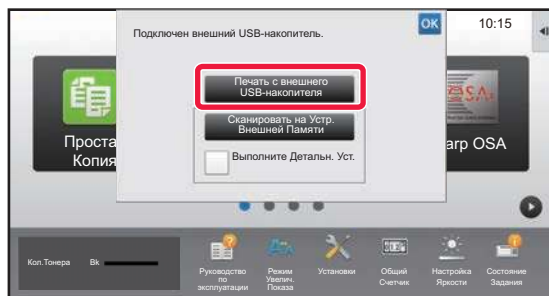 Подключен внешний USB-накопитель.
OK
10:15
Печать с внешнего
USB-накопителя
Сканировать на Устр.
Внешней Памяти
Выполните Детальн. Уст.
Проста
Копия
arp OSA
Кол.Тонера
Bk
Руководство
по
эксплуатации
Режим
Увелич.
Показа
Установки
Общий
Счетчик
Настройка
Яркости
Состояние
Задания